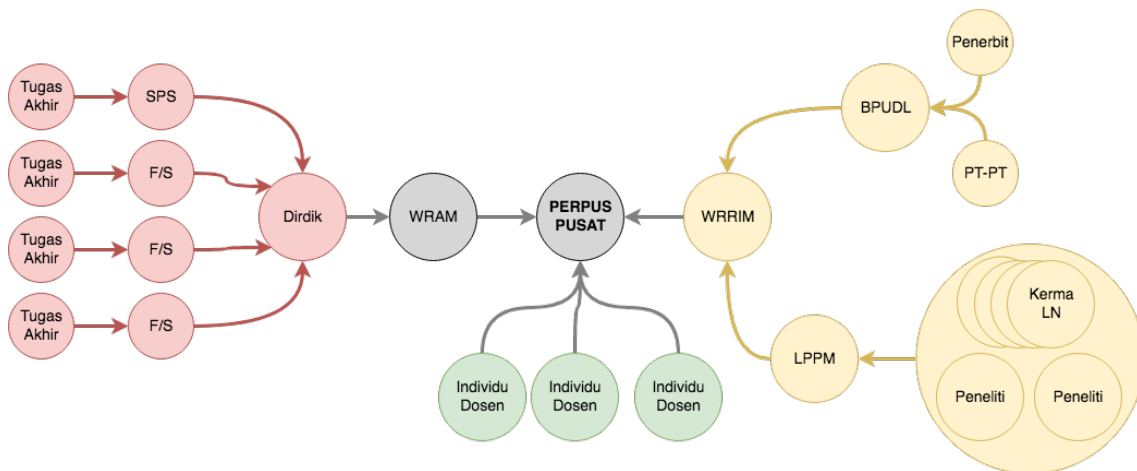 Tugas
Akhir
SPS
Tugas
Akhir
F/S
Tugas
Akhir
F/S
Tugas
Akhir
F/S
Dirdik
WRAM
PERPUS
PUSAT
Individu
Dosen
Individu
Dosen
Individu
Dosen
WRRIM
BPUDL
Penerbit
PT-PT
LPPM
Kerma
LN
Peneliti
Peneliti